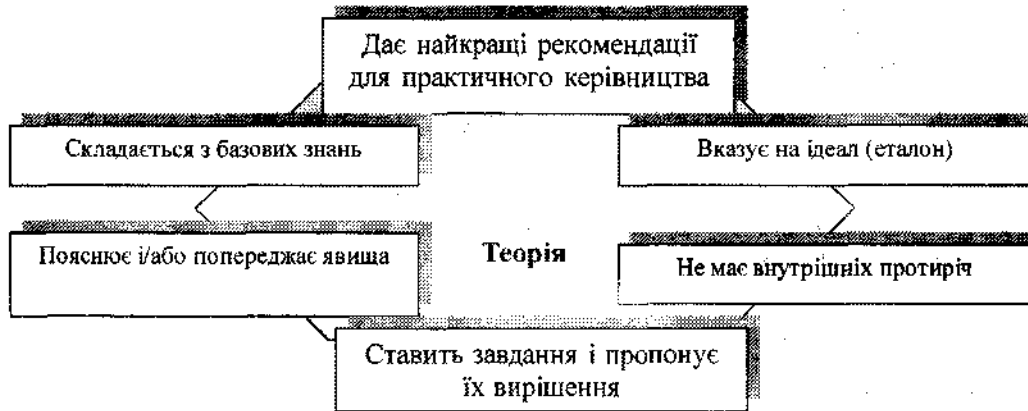 Дає найкращі рекомендації
для практичного керівництва
Складається з базових знань
Вказує на ідеал (еталон)
Пояснює і/або попереджає явища
Теорія
Не має внутрішніх протиріч
Ставить завдання і пропонує
їх вирішення